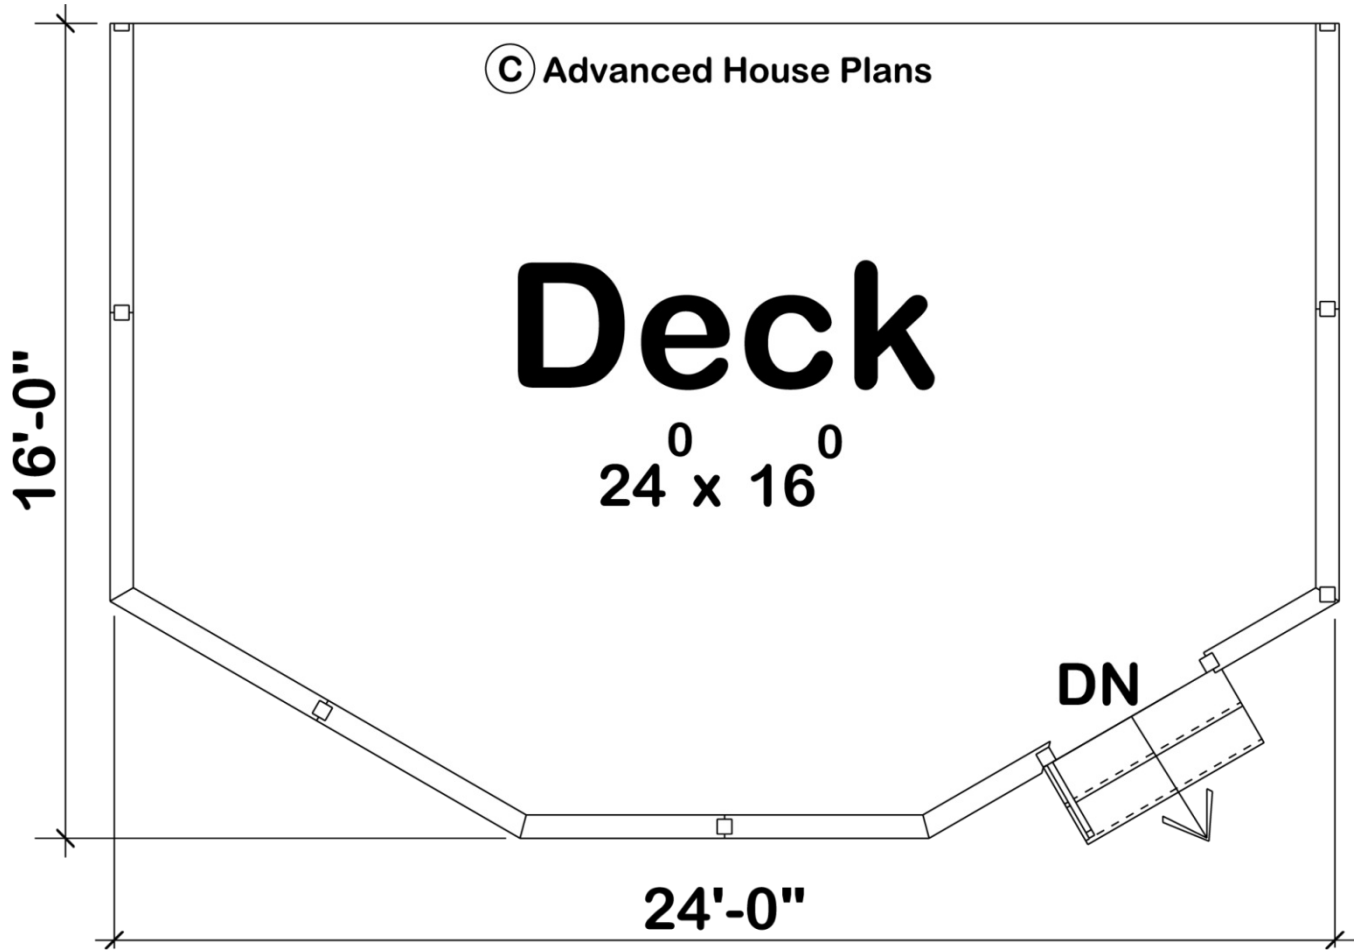 © Advanced House Plans
Deck
24⁰ x 16⁰
16'-0"
DN
24'-0"